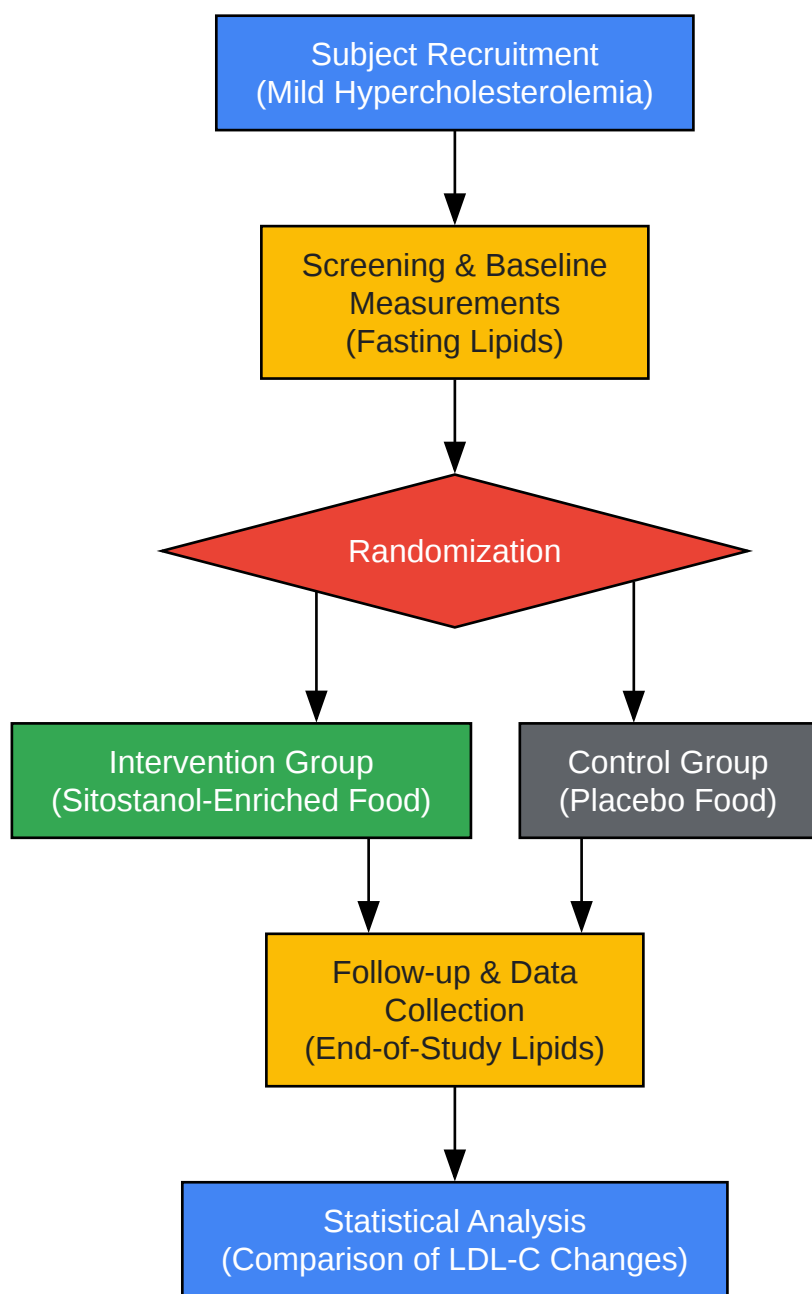 Subject Recruitment
(Mild Hypercholesterolemia)
Screening & Baseline
Measurements
(Fasting Lipids)
Randomization
Intervention Group
(Sitostanol-Enriched Food)
Control Group
(Placebo Food)
Follow-up & Data
Collection
(End-of-Study Lipids)
Statistical Analysis
(Comparison of LDL-C Changes)